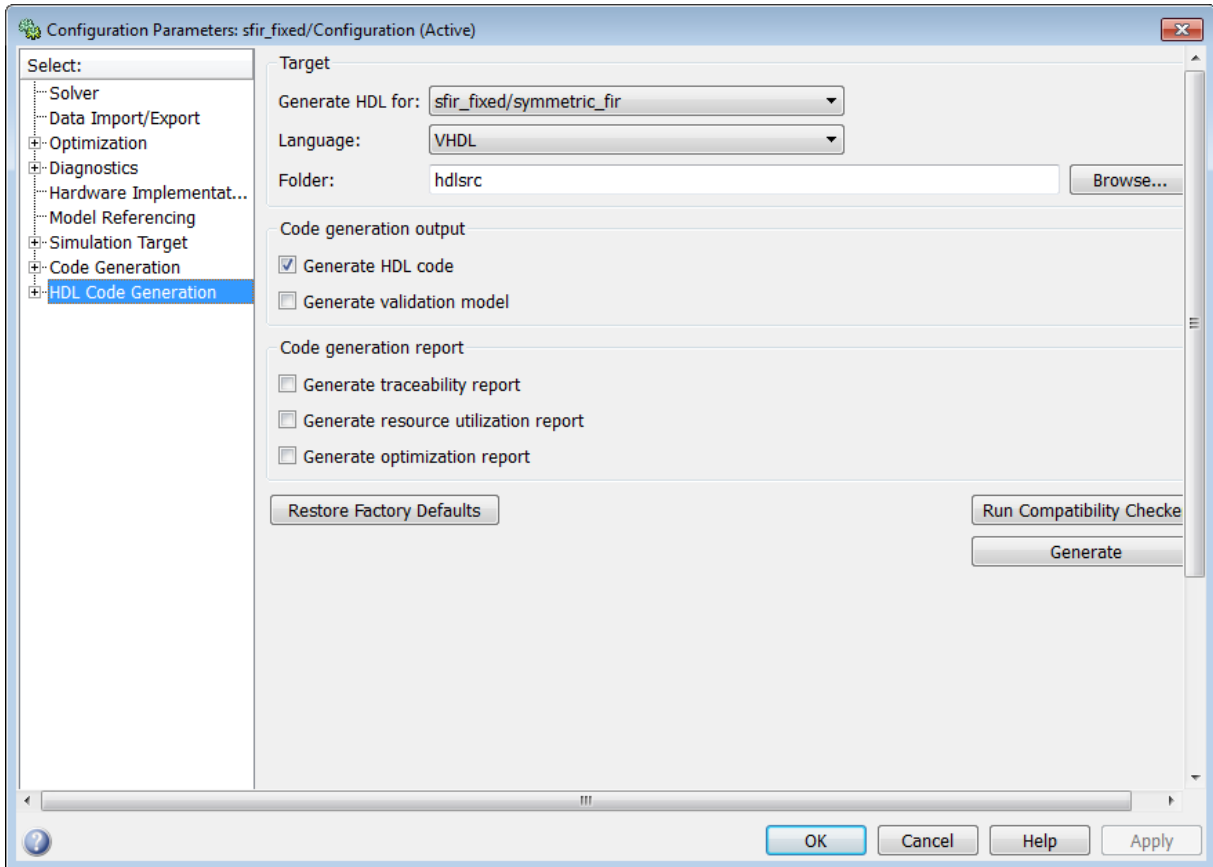 Configuration Parameters: sfir_fixed/Configuration (Active)
Select:
Solver
Data Import/Export
Optimization
Diagnostics
Hardware Implementat...
Model Referencing
Simulation Target
Code Generation
HDL Code Generation
Target
Generate HDL for: sfir_fixed/symmetric_fir
Language: VHDL
Folder: hdlsrc Browse...
Code generation output
Generate HDL code
Generate validation model
Code generation report
Generate traceability report
Generate resource utilization report
Generate optimization report
Restore Factory Defaults Run Compatibility Checke
Generate
OK Cancel Help Apply